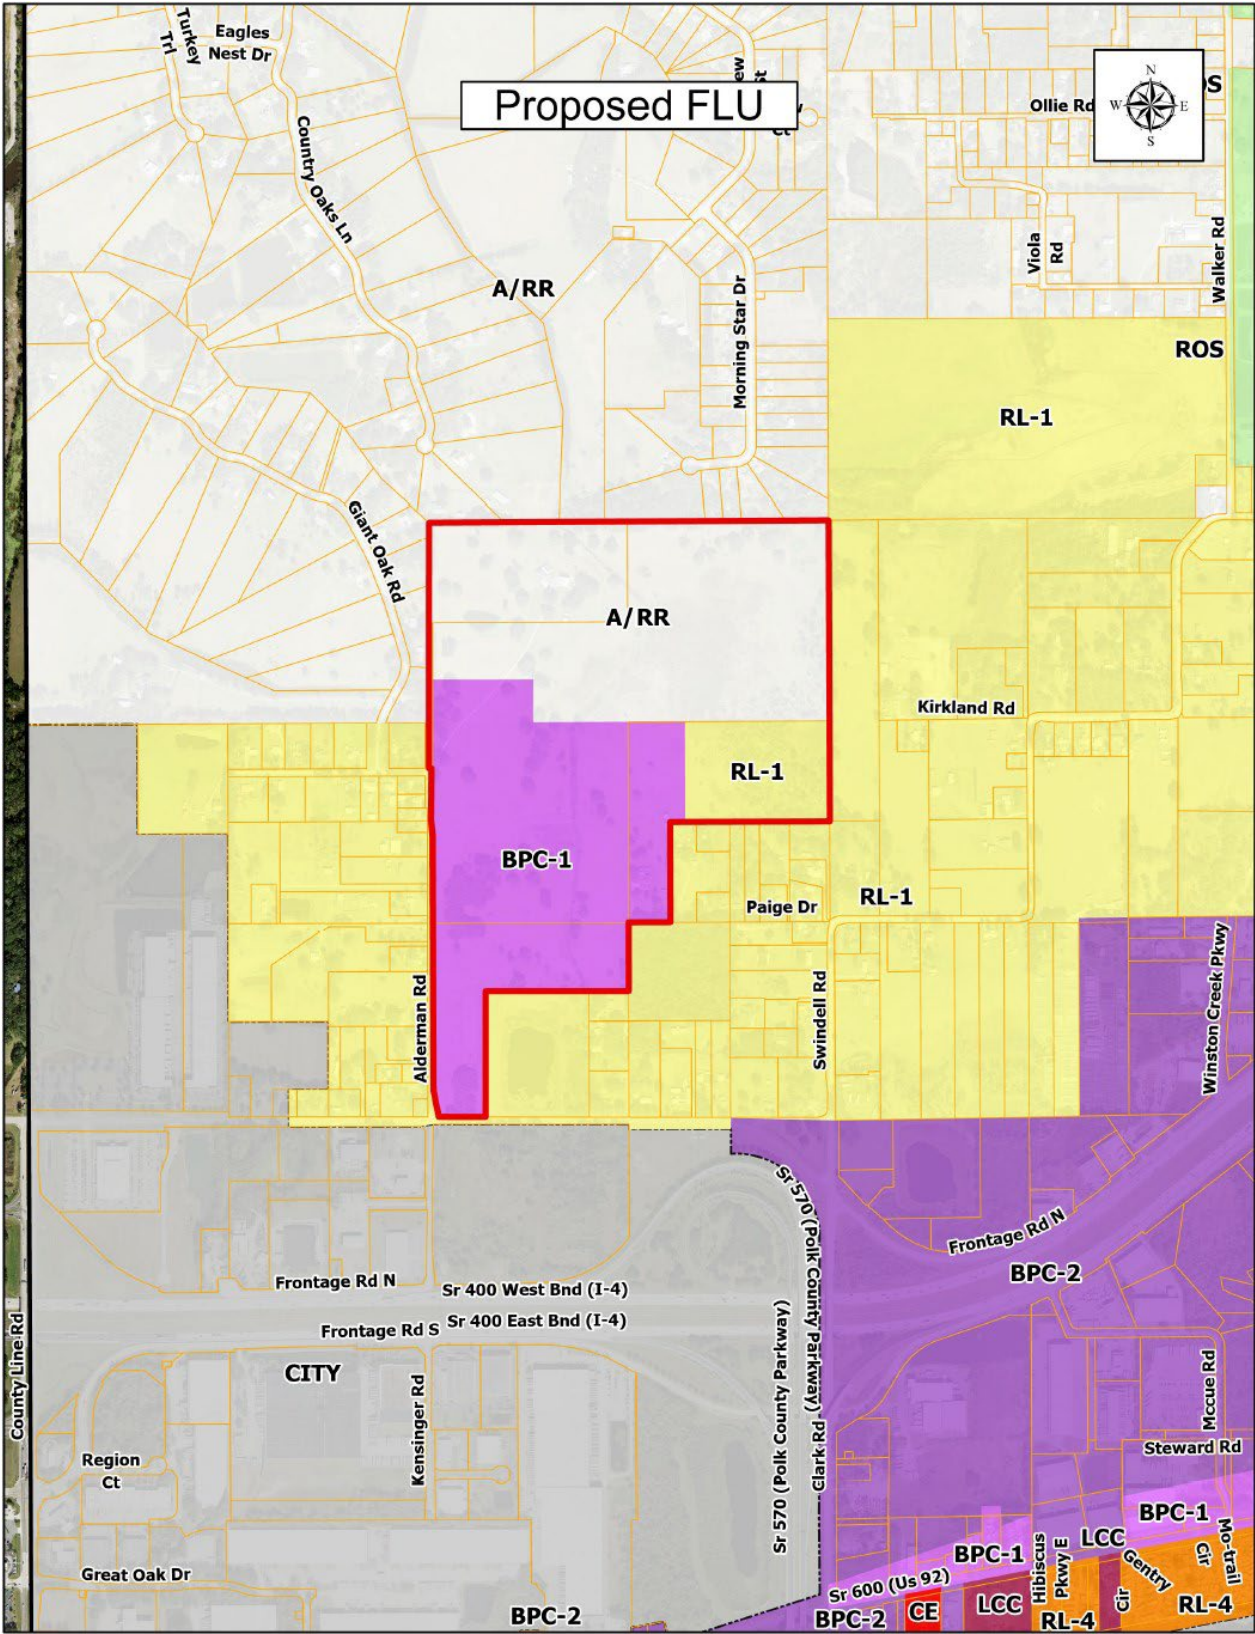 Turkey
Trl
Eagles
Nest Dr
ew
St
Proposed FLU
Ct
N
W
E
S
OS
Ollie Rd
Country Oaks Ln
Viola
Rd
Walker Rd
A/RR
Morning Star Dr
ROS
RL-1
Giant Oak Rd
A/RR
Kirkland Rd
RL-1
BPC-1
RL-1
Paige Dr
Alderman Rd
Swindell Rd
Winston Creek Pkwy
Sr 570 (Polk County Parkway)
Frontage Rd N
BPC-2
Frontage Rd N
Sr 400 West Bnd (I-4)
Sr 400 East Bnd (I-4)
Frontage Rd S
County Line Rd
CITY
Kensinger Rd
Sr 570 (Polk County Parkway)
Clark Rd
Mccue Rd
Steward Rd
Region
Ct
BPC-1
LCC
BPC-1
Hibiscus
Pkwy E
Gentry
Cir
Mo-trail
Cir
Great Oak Dr
Sr 600 (Us 92)
BPC-2
BPC-2
CE
LCC
RL-4
RL-4